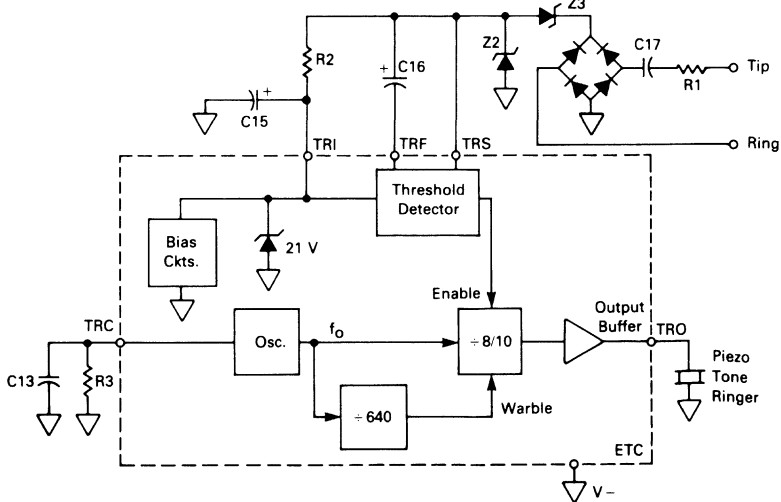 Z3
R2
+
C16
Z2
C17
R1
Tip
+
C15
Ring
TRI
TRF
TRS
Threshold
Detector
Bias
Ckts.
21 V
Enable
Output
Buffer
TRC
TRO
Osc.
fo
÷ 8/10
Piezo
Tone
Ringer
C13
R3
Warble
÷ 640
ETC
V–